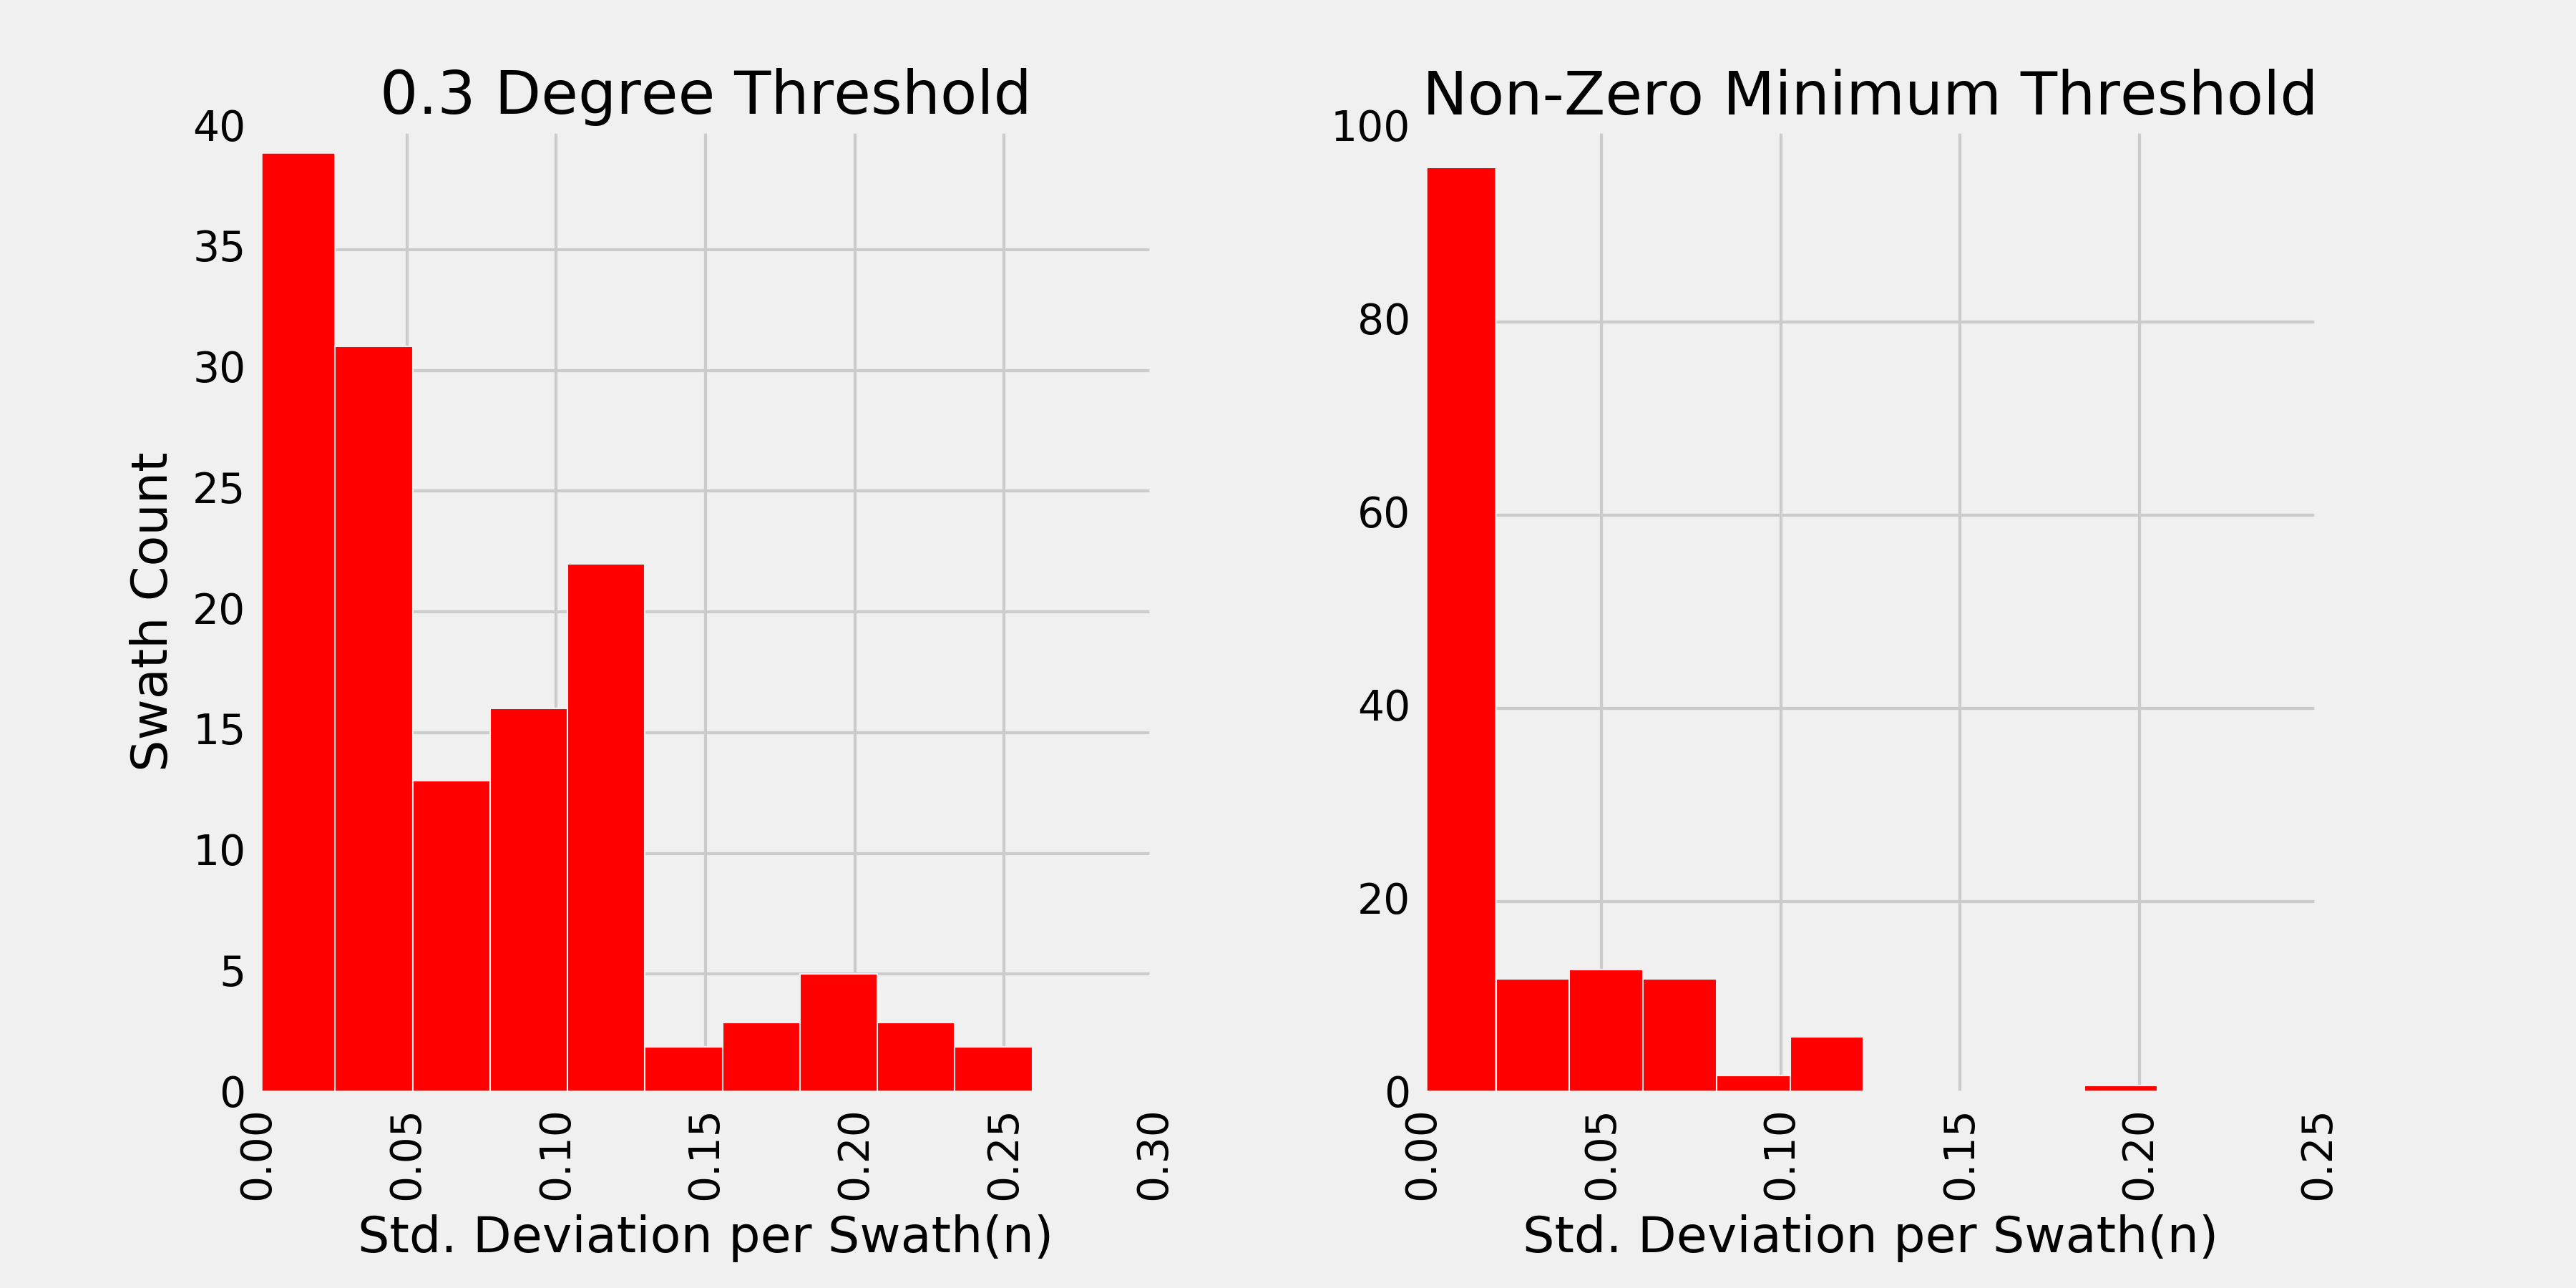 0.3 Degree Threshold
40
35
30
25
20
15
10
5
0
Swath Count
0.00 0.05 0.10 0.15 0.20 0.25 0.30
Std. Deviation per Swath(n)
Non-Zero Minimum Threshold
100
80
60
40
20
0
0.00 0.05 0.10 0.15 0.20 0.25
Std. Deviation per Swath(n)